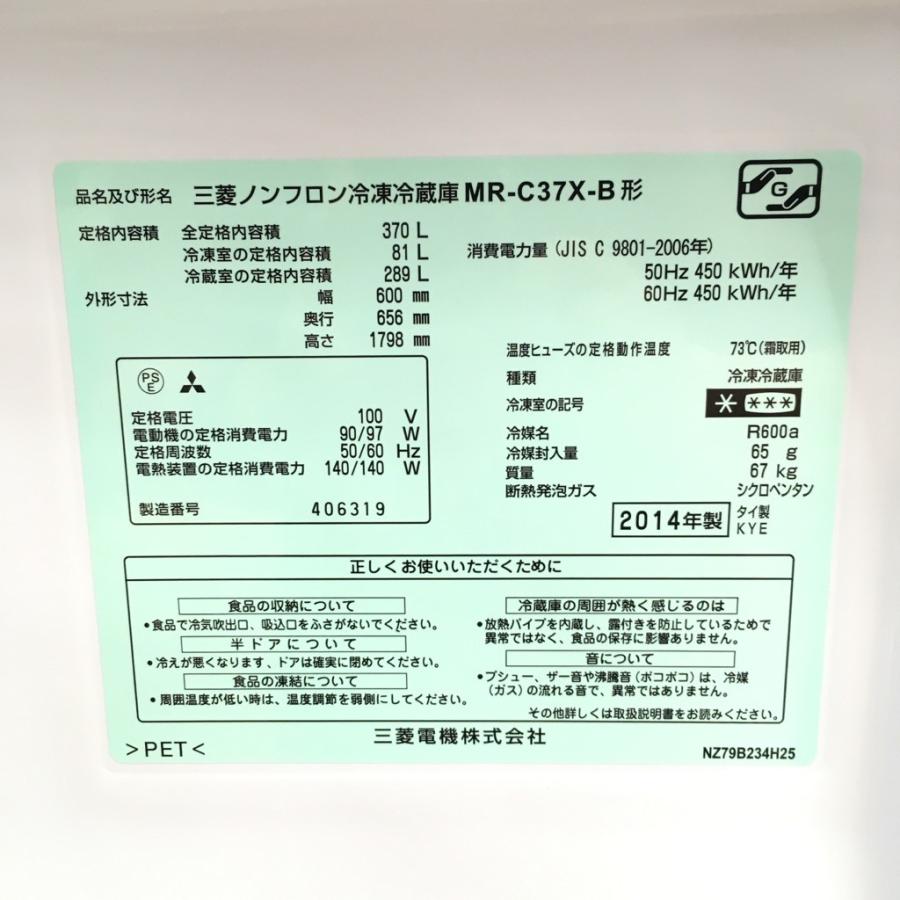 品名及び形名 三菱ノンフロン冷凍冷蔵庫 MR-C37X-B 形
G
定格内容積 全定格内容積 370 L
冷凍室の定格内容積 81 L
冷蔵室の定格内容積 289 L
外形寸法 幅 600 mm
奥行 656 mm
高さ 1798 mm
消費電力量 (JIS C 9801-2006年)
50Hz 450 kWh/年
60Hz 450 kWh/年
PS
E
定格電圧 100 V
電動機の定格消費電力 90/97 W
定格周波数 50/60 Hz
電熱装置の定格消費電力 140/140 W
製造番号 406319
温度ヒューズの定格動作温度 73℃(霜取用)
種類 冷凍冷蔵庫
冷凍室の記号 * ***
冷媒名 R600a
冷媒封入量 65 g
質量 67 kg
断熱発泡ガス シクロペンタン
2014年製 タイ製
KYE
正しくお使いいただくために
食品の収納について
・食品で冷気吹出口、吸込口をふさがないでください。
半ドアについて
・冷えが悪くなります、ドアは確実に閉めてください。
食品の凍結について
・周囲温度が低い時は、温度調節を弱側にしてください。
冷蔵庫の周囲が熱く感じるのは
・放熱パイプを内蔵し、露付きを防止しているためで
異常ではなく、食品の保存に影響ありません。
音について
・プシュー、ザー音や沸騰音(ポコポコ)は、冷媒
(ガス)の流れる音で、異常ではありません。
その他詳しくは取扱説明書をお読みください。
>PET<
三菱電機株式会社
NZ79B234H25